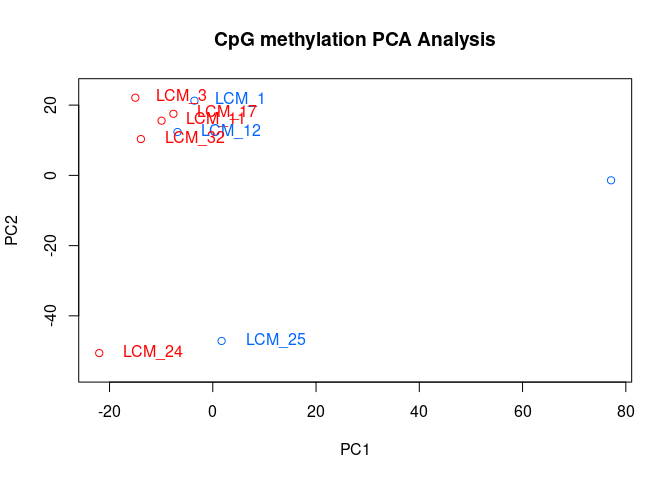 CpG methylation PCA Analysis
LCM_3
LCM_1
LCM_17
LCM_11
LCM_12
LCM_32
LCM_24
LCM_25
20
0
-20
-40
PC2
-20 0 20 40 60 80
PC1